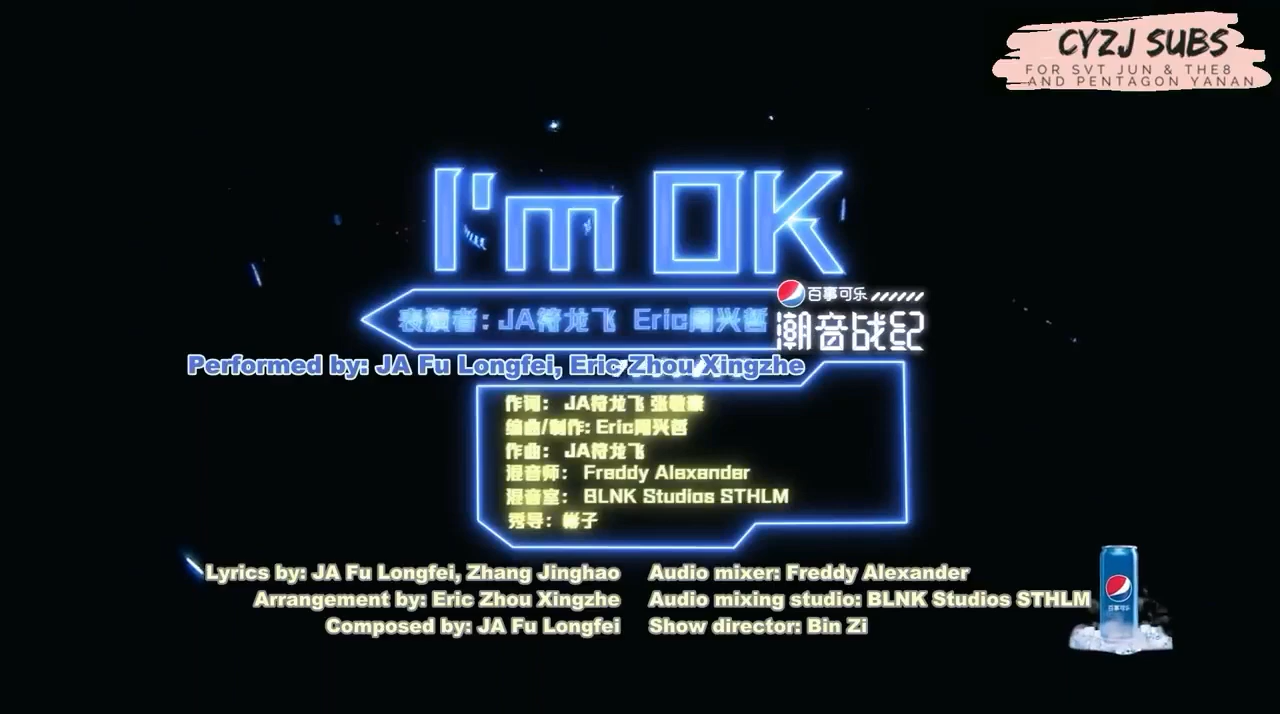 CYZJ SUBS
FOR SVT JUN & THE8
AND PENTAGON YANAN
I'm OK
百事可乐
潮音战纪
表演者：JA符龙飞 Eric周兴哲
Performed by: JA Fu Longfei, Eric Zhou Xingzhe
作词： JA符龙飞
编曲/制作: Eric周兴哲
作曲： JA符龙飞
混音师： Freddy Alexander
混音室： BLNK Studios STHLM
秀导：
Lyrics by: JA Fu Longfei, Zhang Jinghao
Audio mixer: Freddy Alexander
Arrangement by: Eric Zhou Xingzhe
Audio mixing studio: BLNK Studios STHLM
Composed by: JA Fu Longfei
Show director: Bin Zi
百事可乐